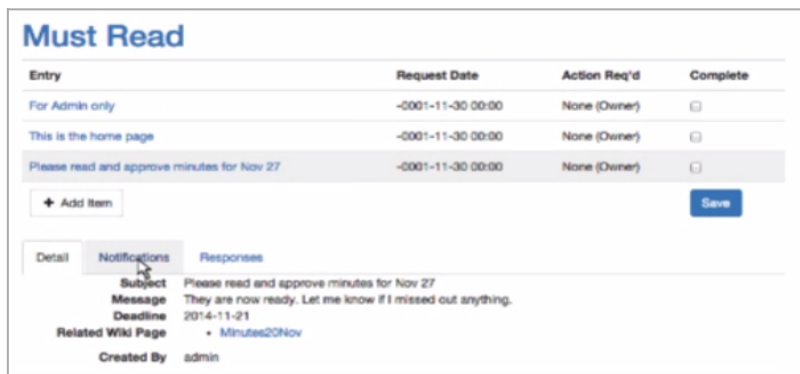 Must Read
Entry Request Date Action Req'd Complete
For Admin only -0001-11-30 00:00 None (Owner)
This is the home page -0001-11-30 00:00 None (Owner)
Please read and approve minutes for Nov 27 -0001-11-30 00:00 None (Owner)
+ Add Item Save
Detail Notifications Responses
Subject Please read and approve minutes for Nov 27
Message They are now ready. Let me know if I missed out anything.
Deadline 2014-11-21
Related Wiki Page • Minutes20Nov
Created By admin